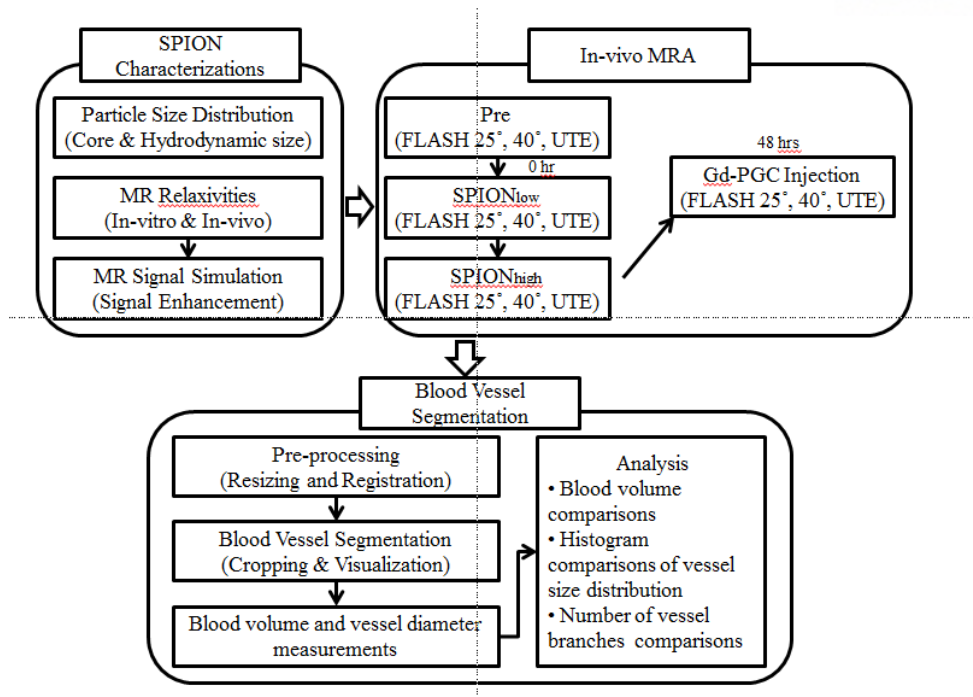 SPION
Characterizations
Particle Size Distribution
(Core & Hydrodynamic size)
MR Relaxivities
(In-vitro & In-vivo)
MR Signal Simulation
(Signal Enhancement)
In-vivo MRA
Pre
(FLASH 25˚, 40˚, UTE)
0 hr
SPIONlow
(FLASH 25˚, 40˚, UTE)
SPIONhigh
(FLASH 25˚, 40˚, UTE)
48 hrs
Gd-PGC Injection
(FLASH 25˚, 40˚, UTE)
Blood Vessel
Segmentation
Pre-processing
(Resizing and Registration)
Blood Vessel Segmentation
(Cropping & Visualization)
Blood volume and vessel diameter
measurements
Analysis
• Blood volume
comparisons
• Histogram
comparisons of vessel
size distribution
• Number of vessel
branches comparisons